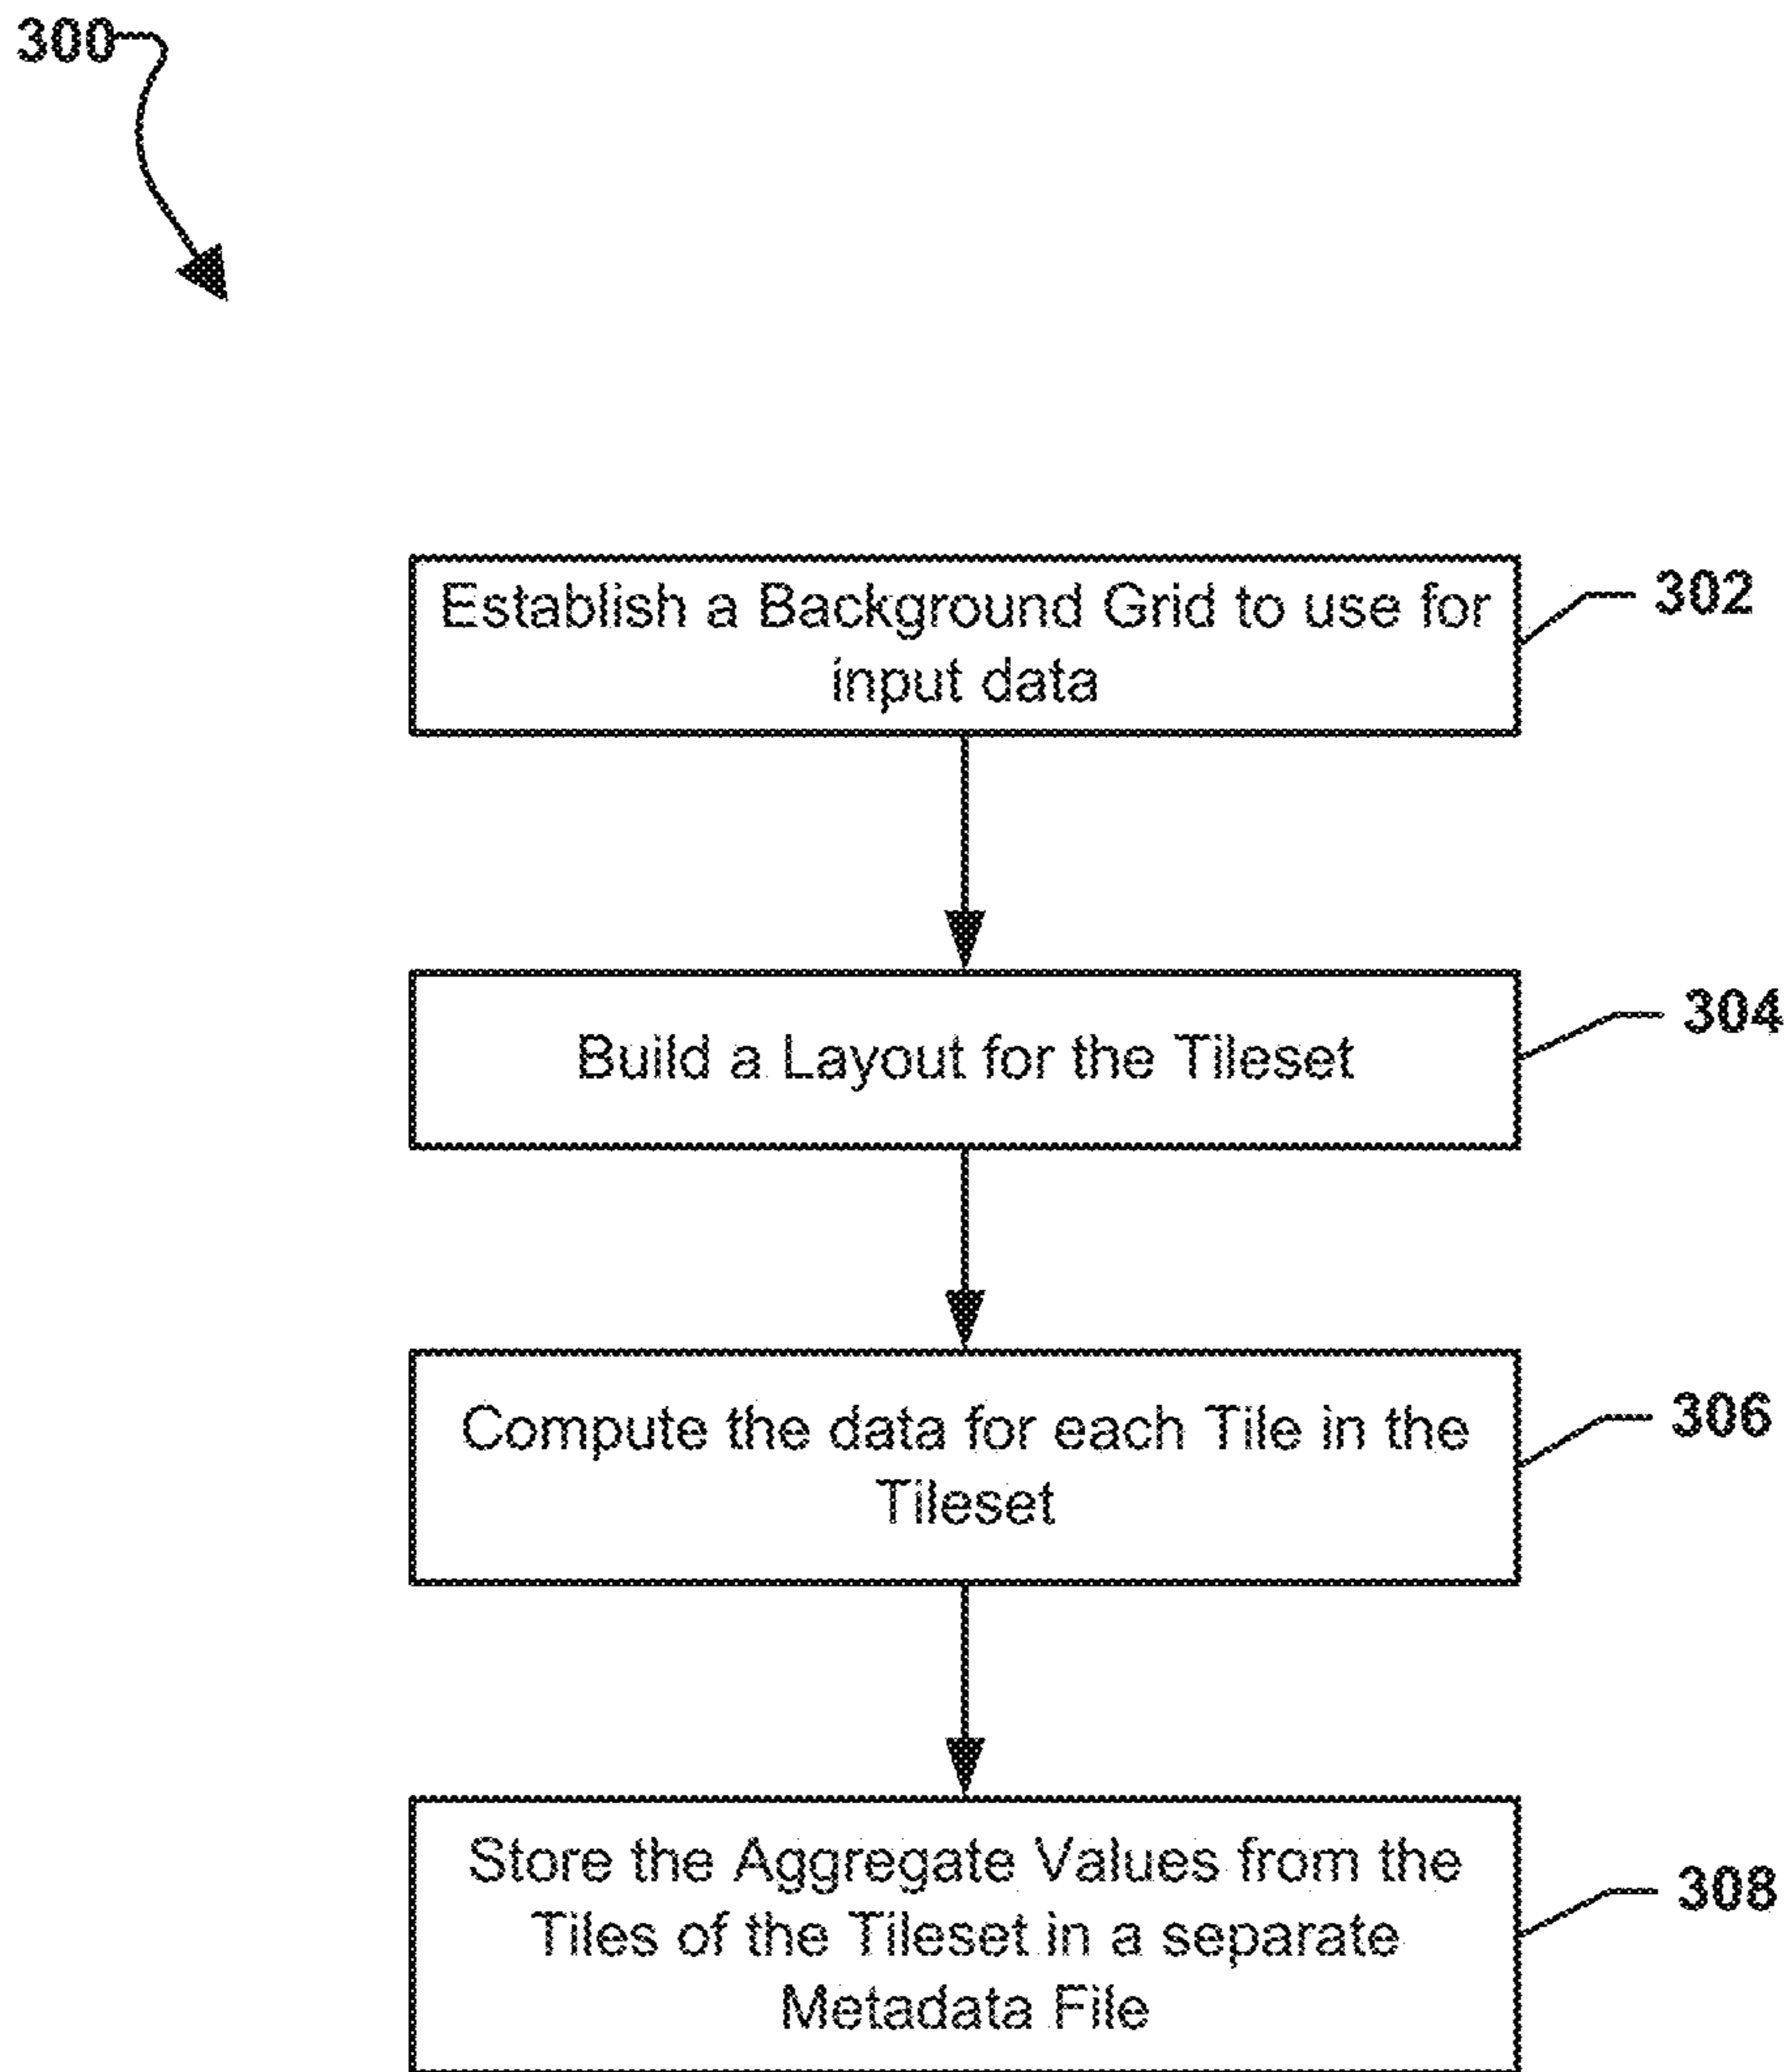 300
Establish a Background Grid to use for
input data
302
Build a Layout for the Tileset
304
Compute the data for each Tile in the
Tileset
306
Store the Aggregate Values from the
Tiles of the Tileset in a separate
Metadata File
308